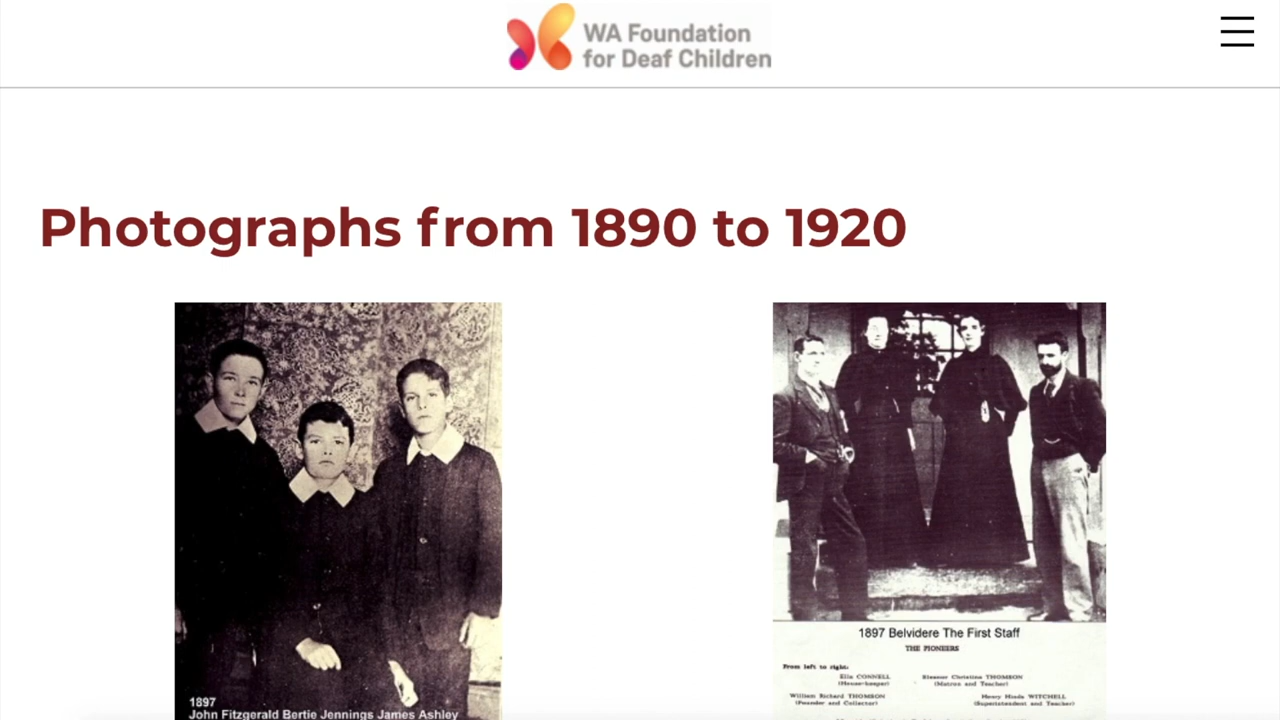 WA Foundation
for Deaf Children
Photographs from 1890 to 1920
1897
John Fitzgerald Bertie Jennings James Ashley
1897 Belvidere The First Staff
THE PIONEERS
From left to right:
Ella CONNELL
(House-keeper)
Eleanor Christina THOMSON
(Matron and Teacher)
William Richard THOMSON
(Founder and Collector)
Henry Hoods WITCHELL
(Superintendent and Teacher)